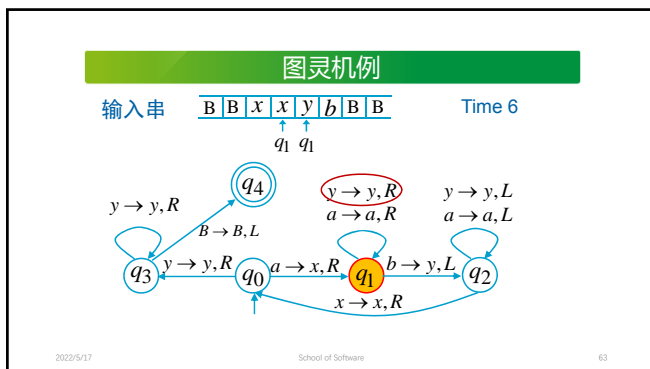 图灵机例
输入串 B B x x y b B B Time 6
q₁ q₁
q₄ y → y, R y → y, L
y → y, R a → a, R a → a, L
B → B, L
q₃ y → y, R q₀ a → x, R q₁ b → y, L q₂
x → x, R
2022/5/17 School of Software 63